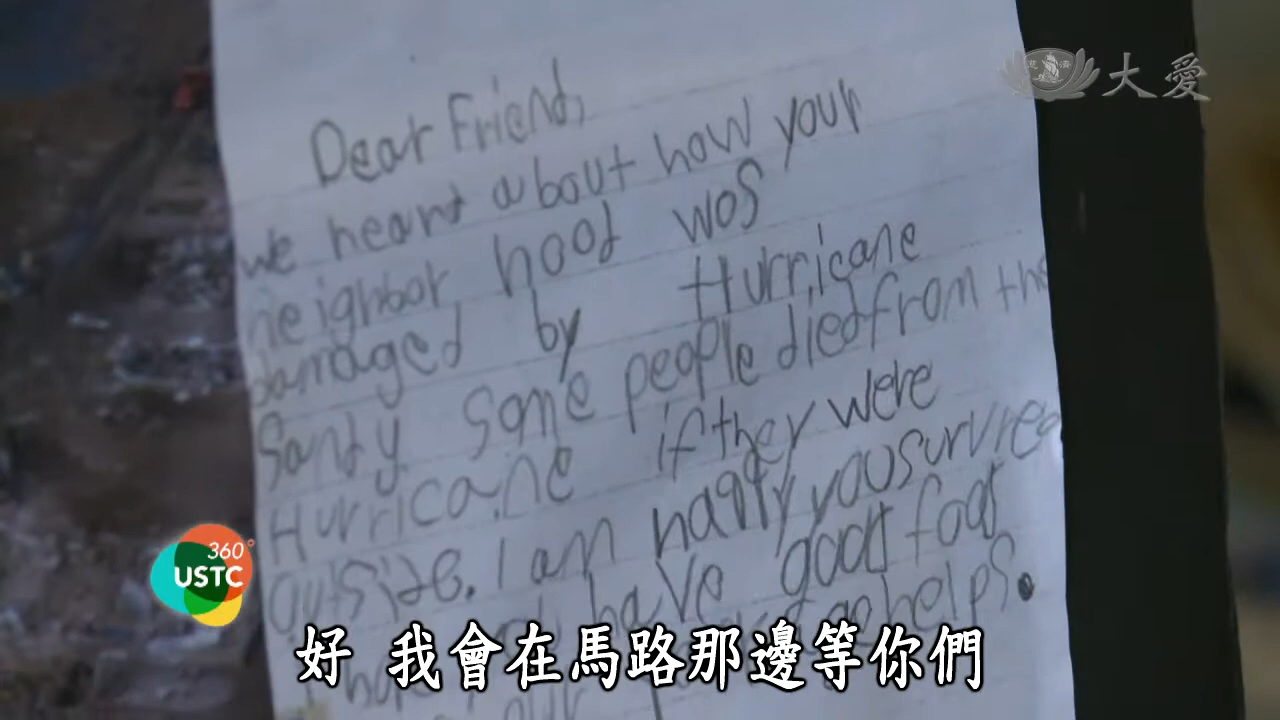 大愛
Dear Friend,
we heard about how your
neighbor hood was
damaged by Hurricane
Sandy some people died from the
Hurricane if they were
outside. I am happy you survived
have good food
helps.
360°
USTC
好 我會在馬路那邊等你們